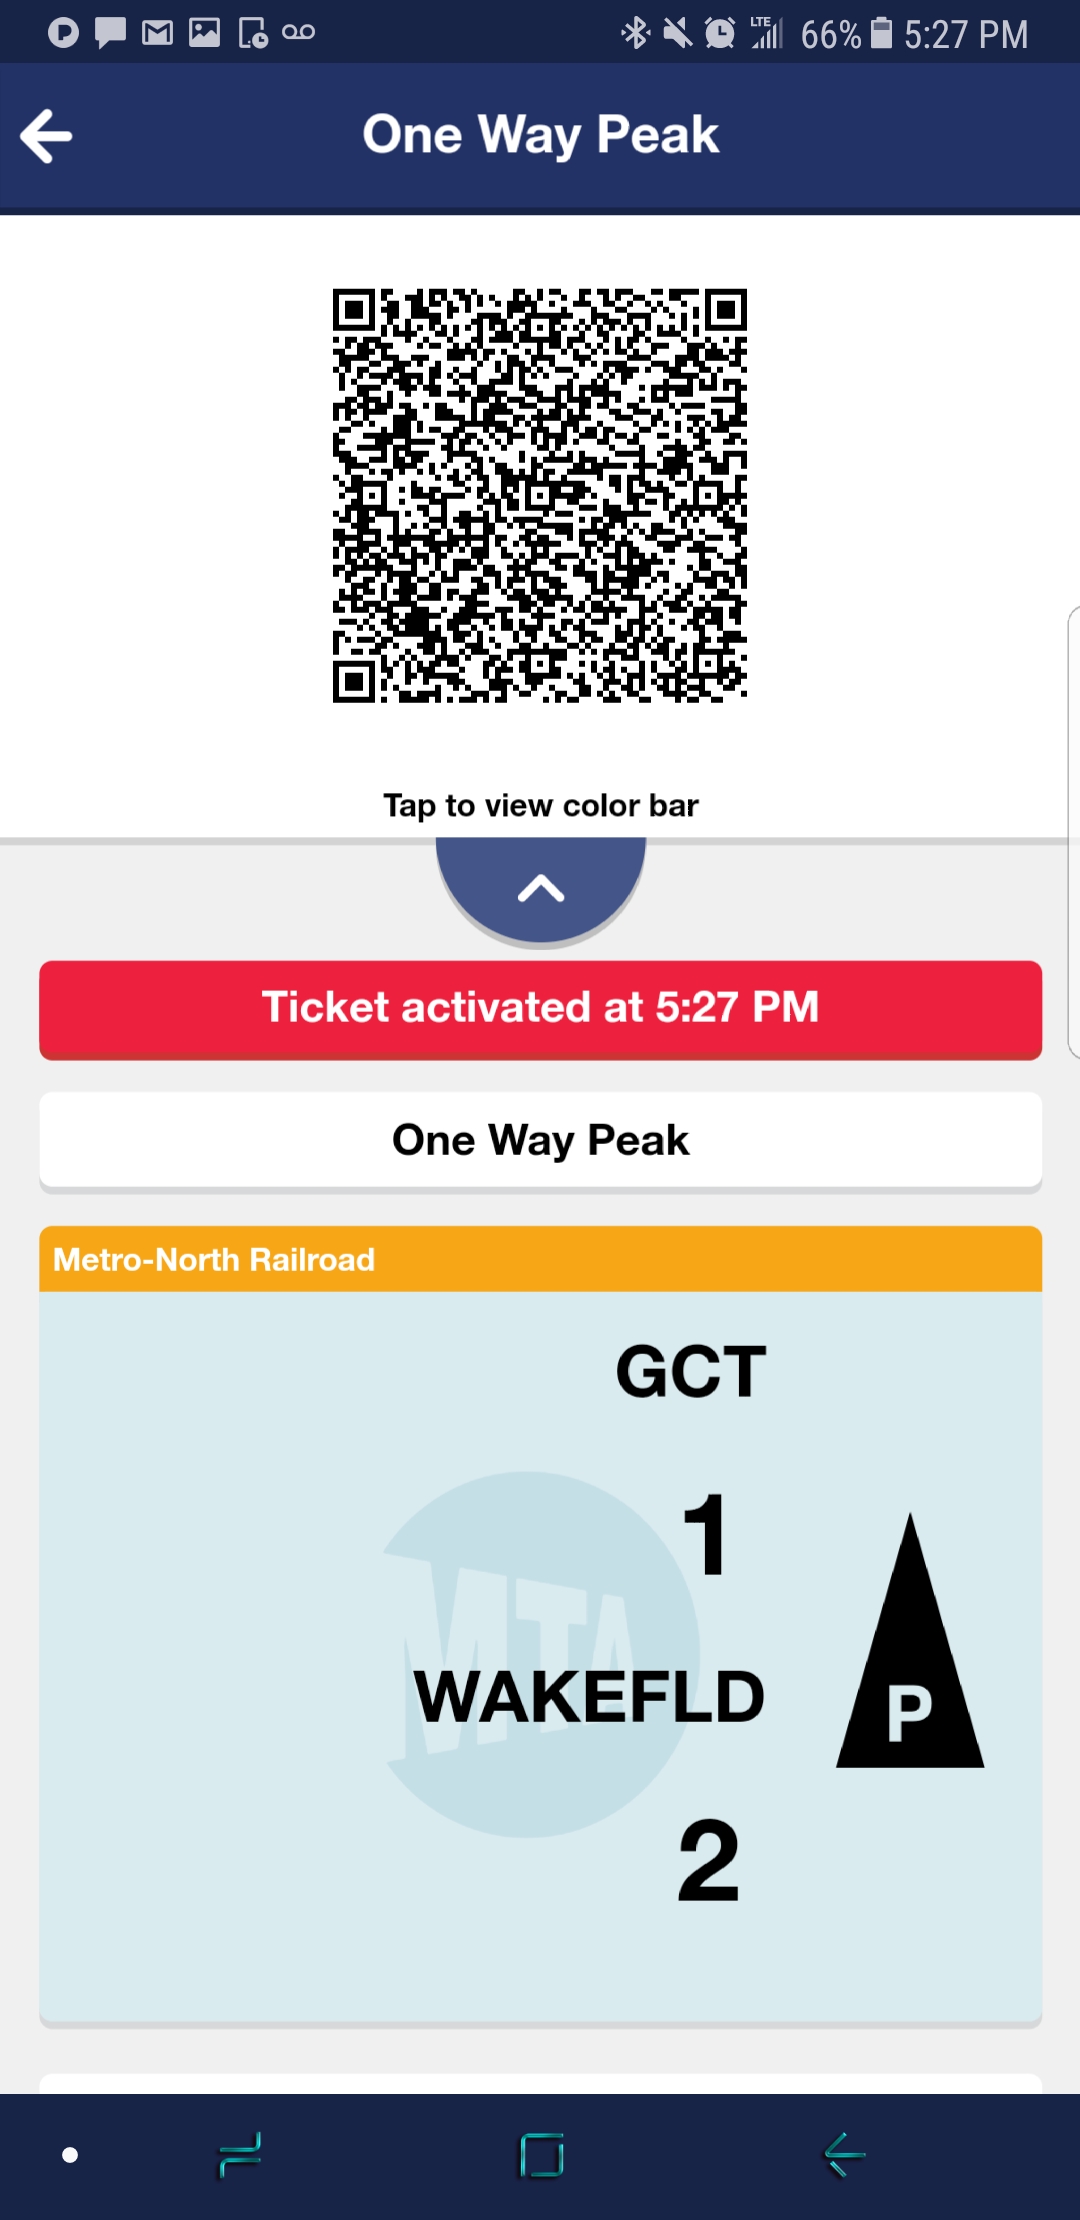 LTE 66% 5:27 PM
One Way Peak
Tap to view color bar
Ticket activated at 5:27 PM
One Way Peak
Metro-North Railroad
GCT
1
MTA
WAKEFLD
P
2